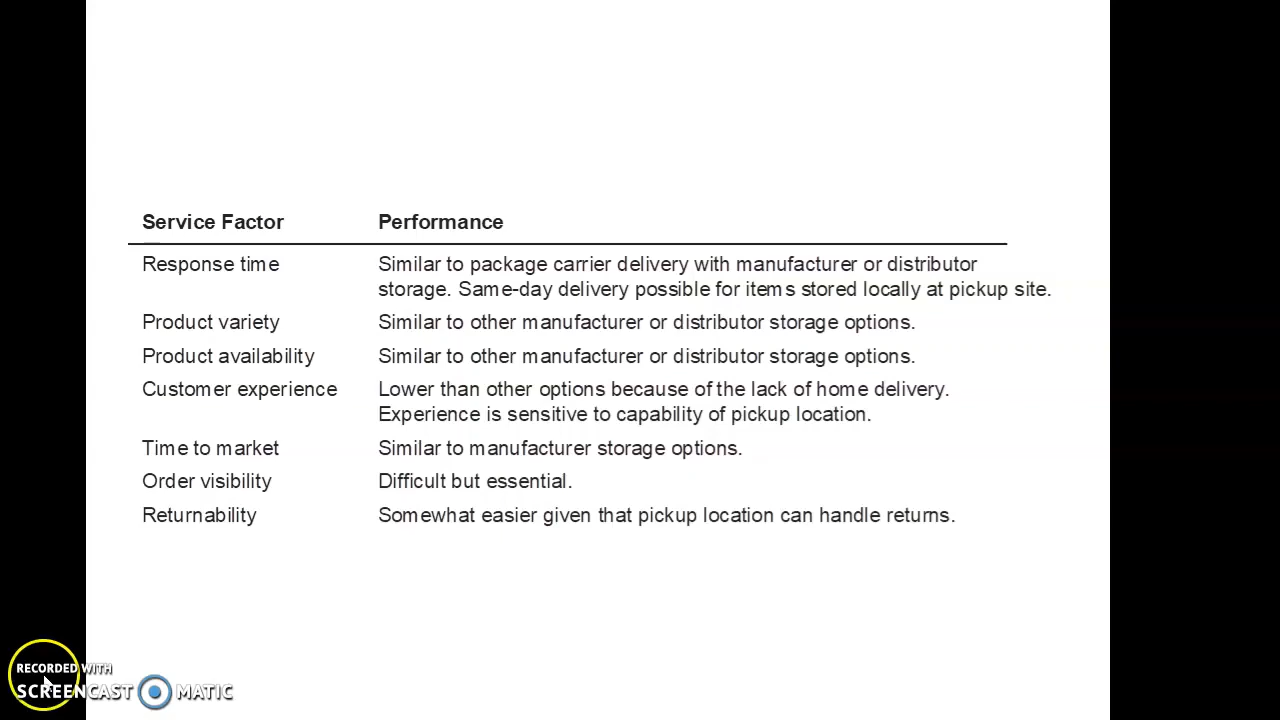 Service Factor Performance
Response time Similar to package carrier delivery with manufacturer or distributor
storage. Same-day delivery possible for items stored locally at pickup site.
Product variety Similar to other manufacturer or distributor storage options.
Product availability Similar to other manufacturer or distributor storage options.
Customer experience Lower than other options because of the lack of home delivery.
Experience is sensitive to capability of pickup location.
Time to market Similar to manufacturer storage options.
Order visibility Difficult but essential.
Returnability Somewhat easier given that pickup location can handle returns.
RECORDED WITH
SCREENCAST MATIC